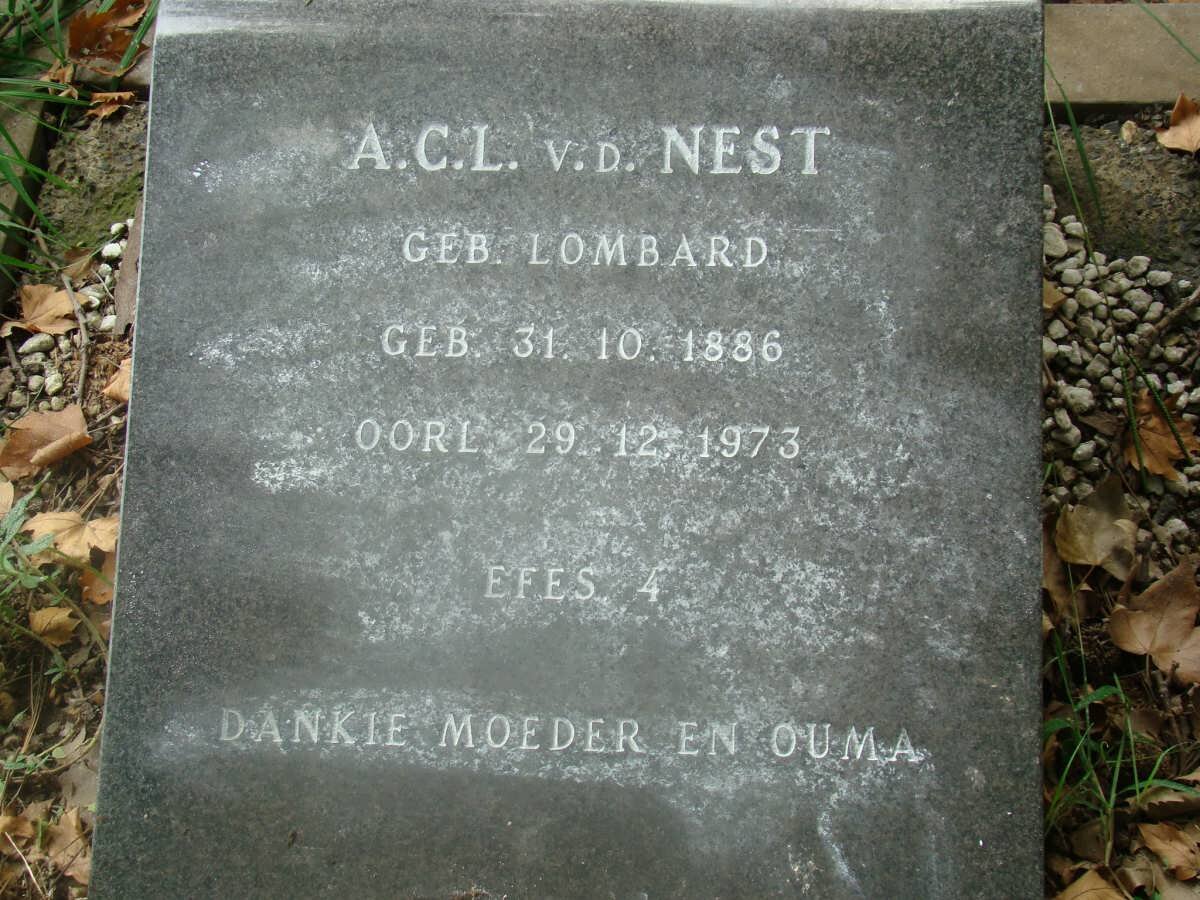 A.C.L. V.D. NEST
GEB. LOMBARD
GEB. 31. 10. 1886
OORL. 29. 12. 1973
EFES. 4
DANKIE MOEDER EN OUMA